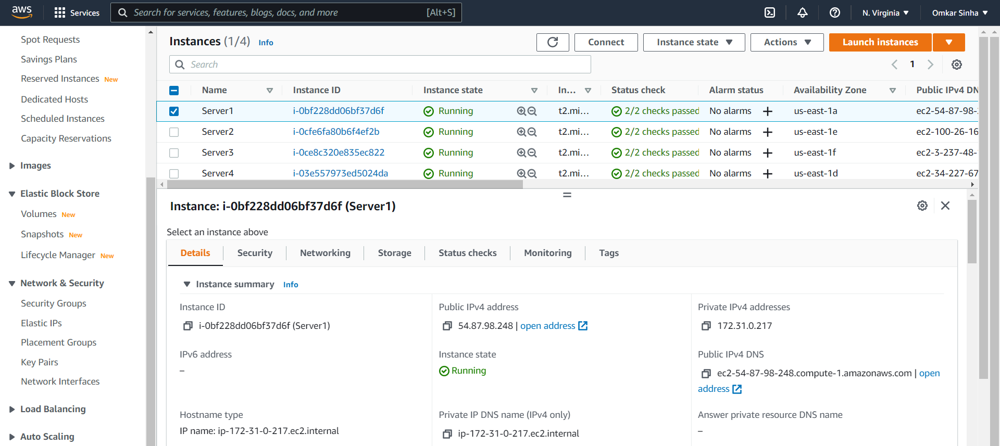 aws
Services
Search for services, features, blogs, docs, and more
[Alt+S]
N. Virginia
Omkar Sinha
Spot Requests
Savings Plans
Reserved Instances New
Dedicated Hosts
Scheduled Instances
Capacity Reservations
Images
Elastic Block Store
Volumes New
Snapshots New
Lifecycle Manager New
Network & Security
Security Groups
Elastic IPs
Placement Groups
Key Pairs
Network Interfaces
Load Balancing
Auto Scaling
Instances (1/4) Info
Connect
Instance state
Actions
Launch instances
Search
1
Name Instance ID Instance state In... Status check Alarm status Availability Zone Public IPv4 DN
Server1 i-0bf228dd06bf37d6f Running t2.mi... 2/2 checks passed No alarms + us-east-1a ec2-54-87-98-
Server2 i-0cfe6fa80b6f4ef2b Running t2.mi... 2/2 checks passed No alarms + us-east-1e ec2-100-26-16
Server3 i-0ce8c320e835ec822 Running t2.mi... 2/2 checks passed No alarms + us-east-1f ec2-3-237-48-
Server4 i-03e557973ed5024da Running t2.mi... 2/2 checks passed No alarms + us-east-1d ec2-34-227-67
Instance: i-0bf228dd06bf37d6f (Server1)
Select an instance above
Details Security Networking Storage Status checks Monitoring Tags
Instance summary Info
Instance ID
i-0bf228dd06bf37d6f (Server1)
Public IPv4 address
54.87.98.248 | open address
Private IPv4 addresses
172.31.0.217
IPv6 address
–
Instance state
Running
Public IPv4 DNS
ec2-54-87-98-248.compute-1.amazonaws.com | open
address
Hostname type
IP name: ip-172-31-0-217.ec2.internal
Private IP DNS name (IPv4 only)
ip-172-31-0-217.ec2.internal
Answer private resource DNS name
–